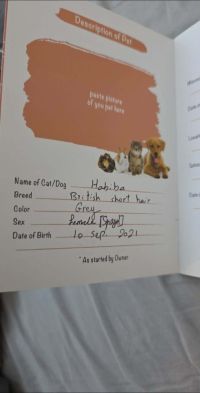 Description of Pet
paste picture
of you pet here
Name of Cat/Dog Habiba
Breed British short hair
Color Grey
Sex female [Spayed]
Date of Birth 10 sep. 2021
* As started by Owner